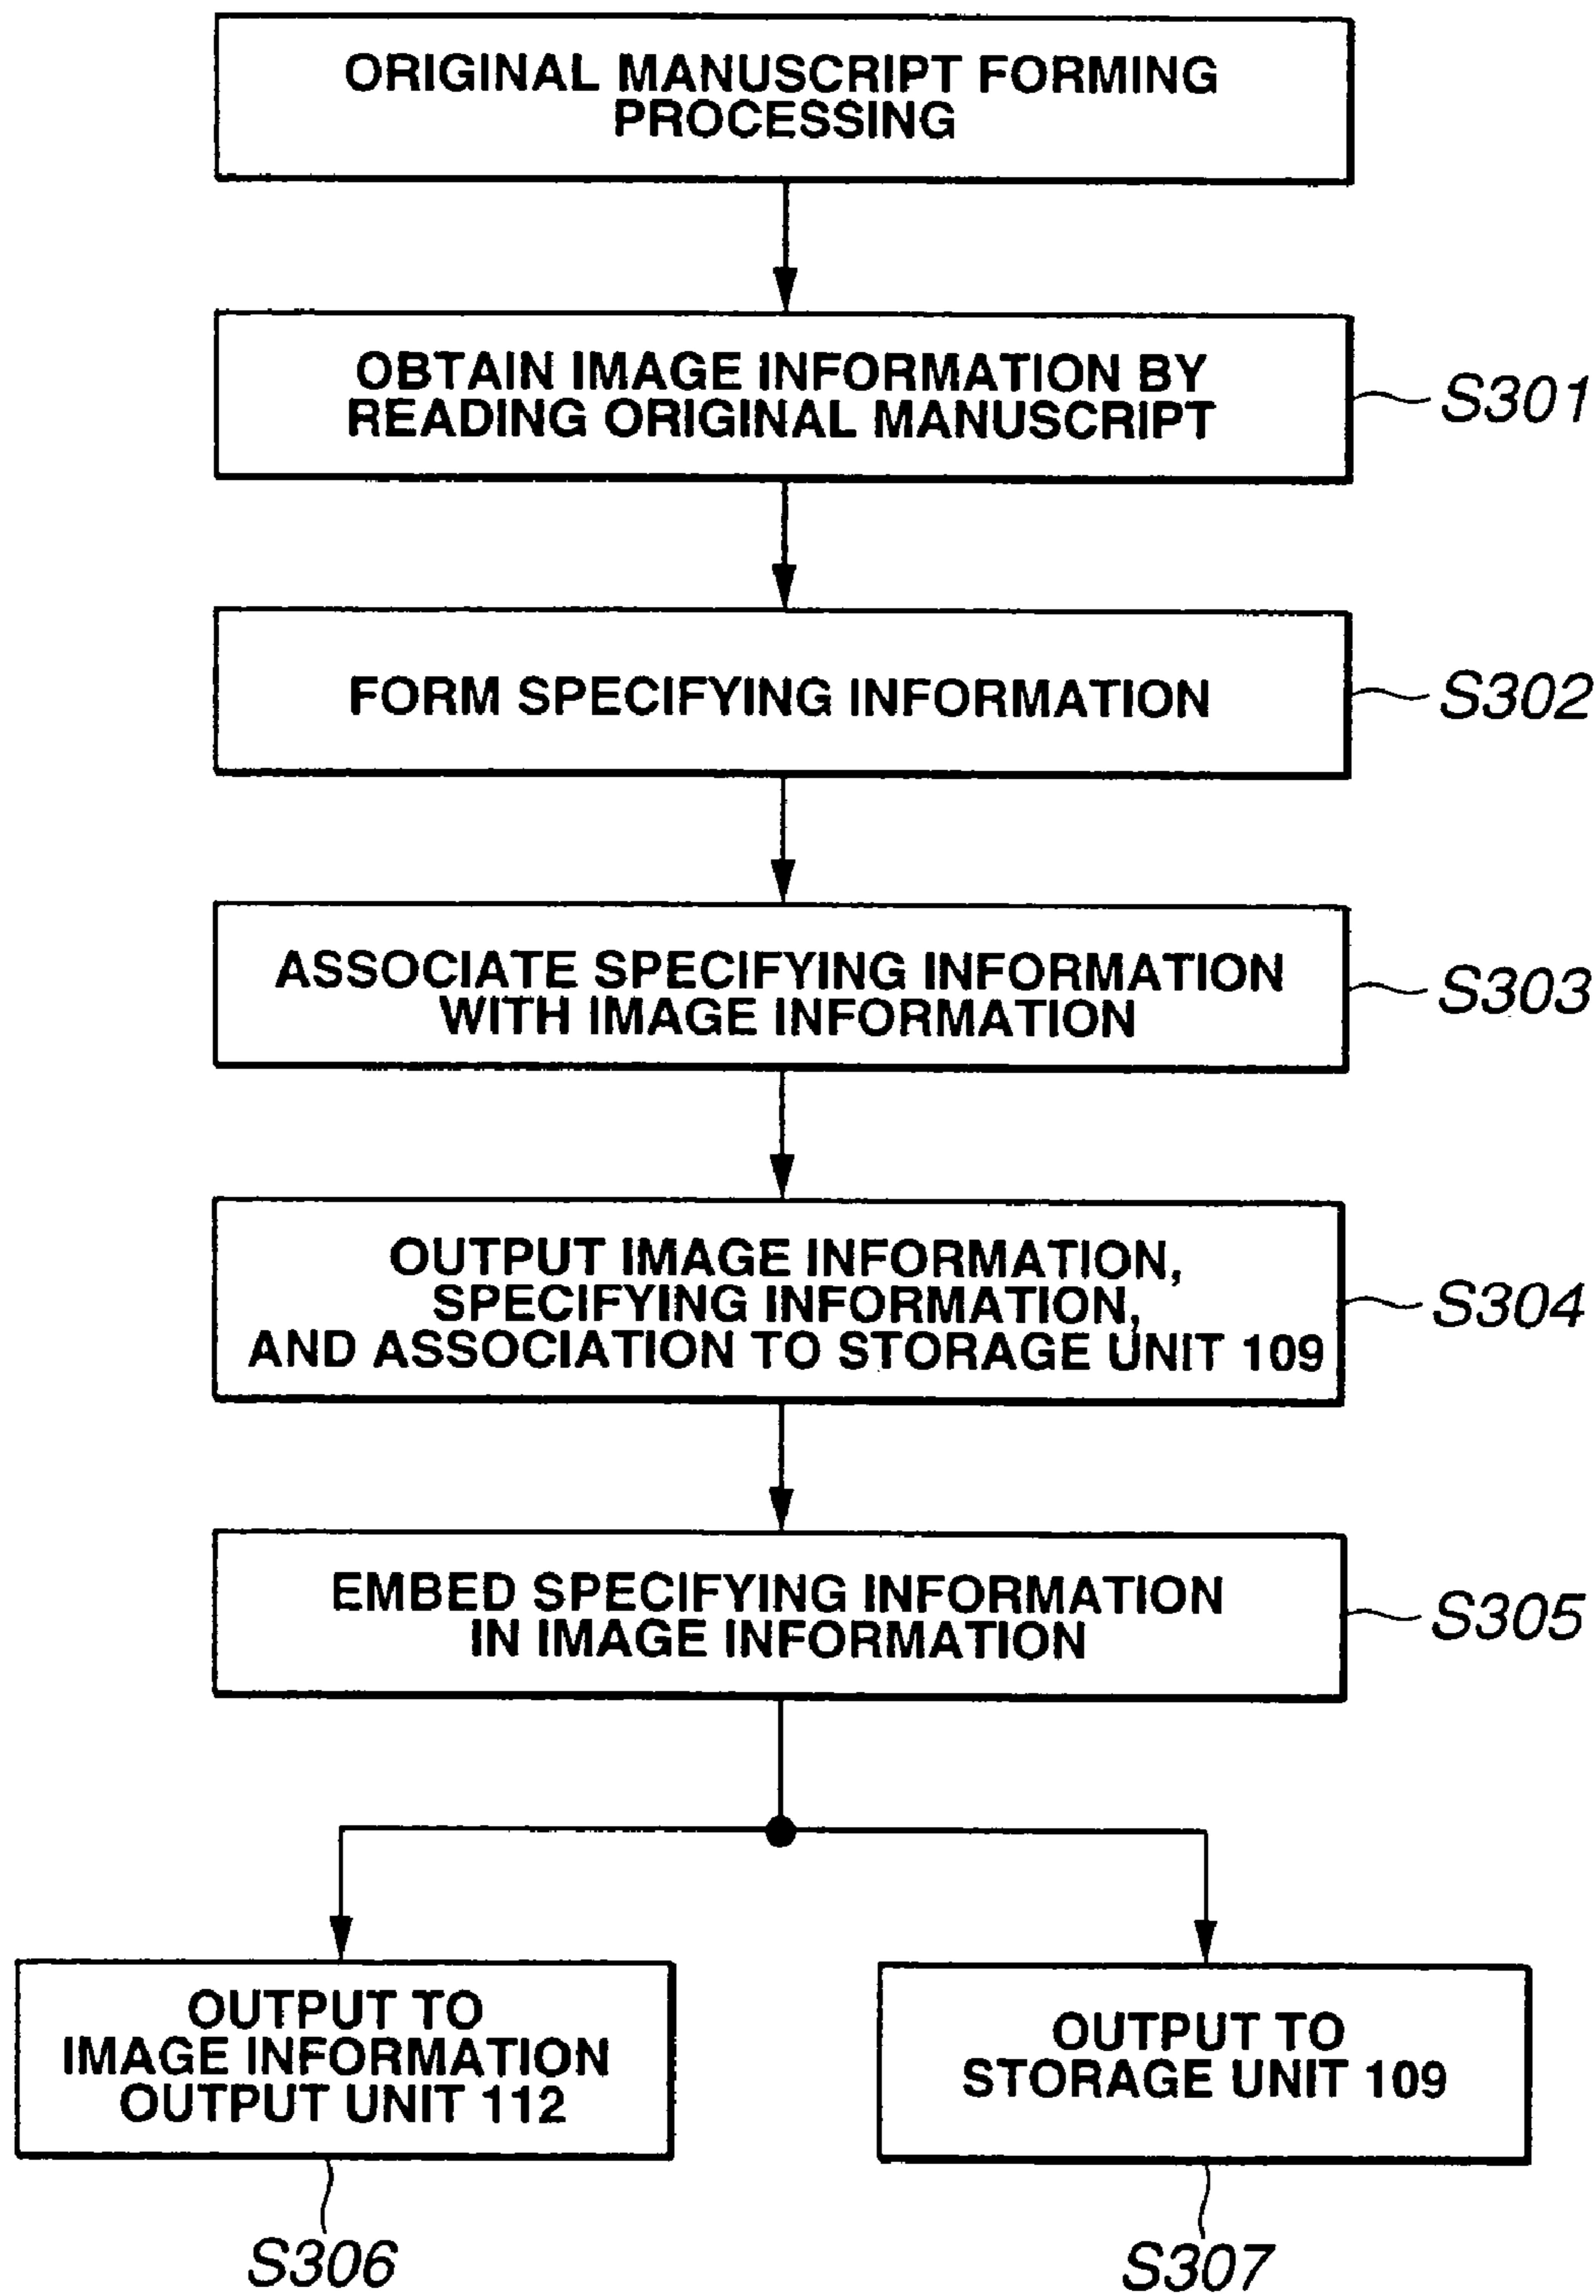 ORIGINAL MANUSCRIPT FORMING
PROCESSING
OBTAIN IMAGE INFORMATION BY
READING ORIGINAL MANUSCRIPT
S301
FORM SPECIFYING INFORMATION
S302
ASSOCIATE SPECIFYING INFORMATION
WITH IMAGE INFORMATION
S303
OUTPUT IMAGE INFORMATION,
SPECIFYING INFORMATION,
AND ASSOCIATION TO STORAGE UNIT 109
S304
EMBED SPECIFYING INFORMATION
IN IMAGE INFORMATION
S305
OUTPUT TO
IMAGE INFORMATION
OUTPUT UNIT 112
S306
OUTPUT TO
STORAGE UNIT 109
S307